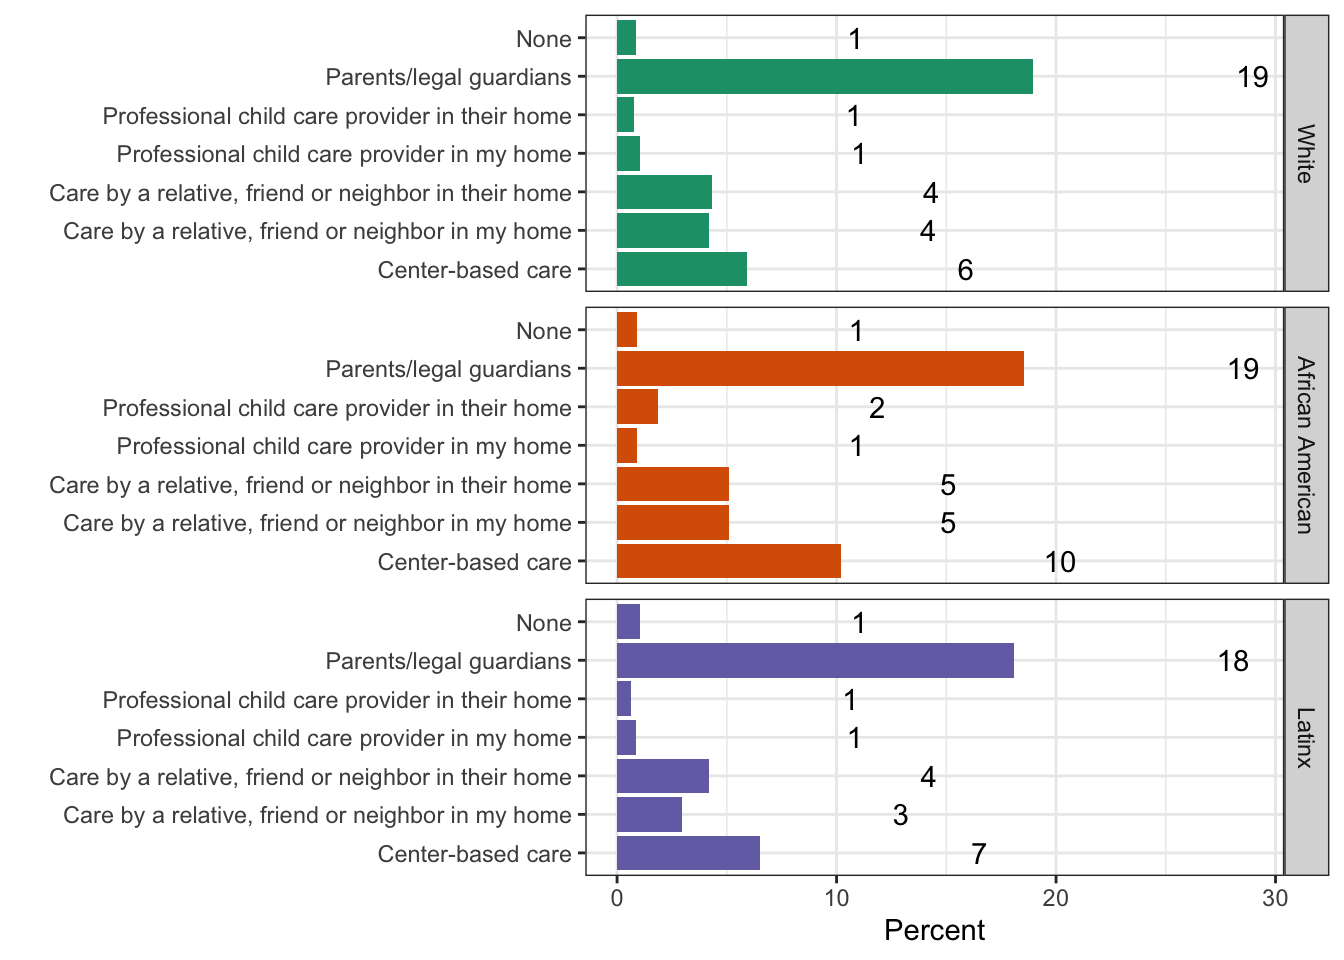 None 1
Parents/legal guardians 19
Professional child care provider in their home 1
Professional child care provider in my home 1
Care by a relative, friend or neighbor in their home 4
Care by a relative, friend or neighbor in my home 4
Center-based care 6
White
None 1
Parents/legal guardians 19
Professional child care provider in their home 2
Professional child care provider in my home 1
Care by a relative, friend or neighbor in their home 5
Care by a relative, friend or neighbor in my home 5
Center-based care 10
African American
None 1
Parents/legal guardians 18
Professional child care provider in their home 1
Professional child care provider in my home 1
Care by a relative, friend or neighbor in their home 4
Care by a relative, friend or neighbor in my home 3
Center-based care 7
Latinx
0 10 20 30
Percent